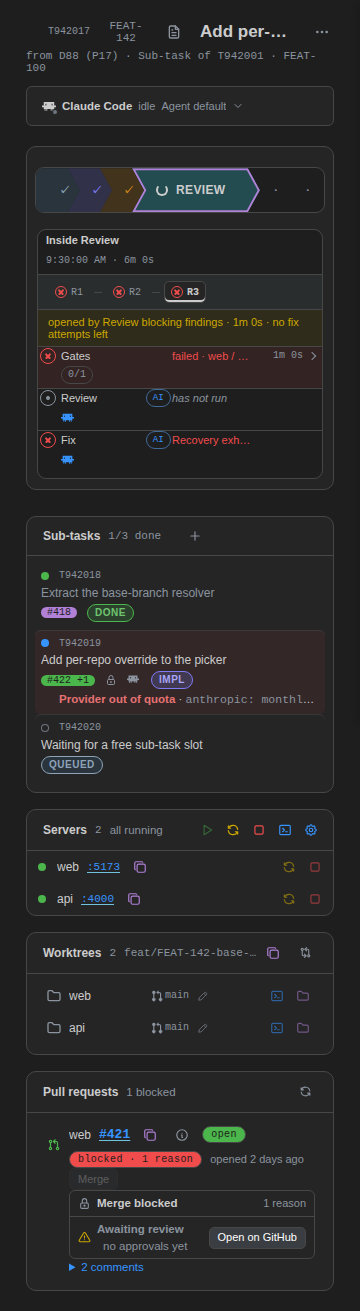 T942017 FEAT-142 Add per-...
from D88 (P17) · Sub-task of T942001 · FEAT-100
Claude Code idle Agent default
REVIEW
Inside Review
9:30:00 AM · 6m 0s
R1 — R2 — R3
opened by Review blocking findings · 1m 0s · no fix attempts left
Gates failed · web / … 1m 0s
0/1
Review AI has not run
Fix AI Recovery exh…
Sub-tasks 1/3 done
T942018
Extract the base-branch resolver
#418 DONE
T942019
Add per-repo override to the picker
#422 +1 IMPL
Provider out of quota · anthropic: monthl…
T942020
Waiting for a free sub-task slot
QUEUED
Servers 2 all running
web :5173
api :4000
Worktrees 2 feat/FEAT-142-base-…
web main
api main
Pull requests 1 blocked
web #421 open
blocked · 1 reason opened 2 days ago
Merge
Merge blocked 1 reason
Awaiting review
no approvals yet
Open on GitHub
2 comments